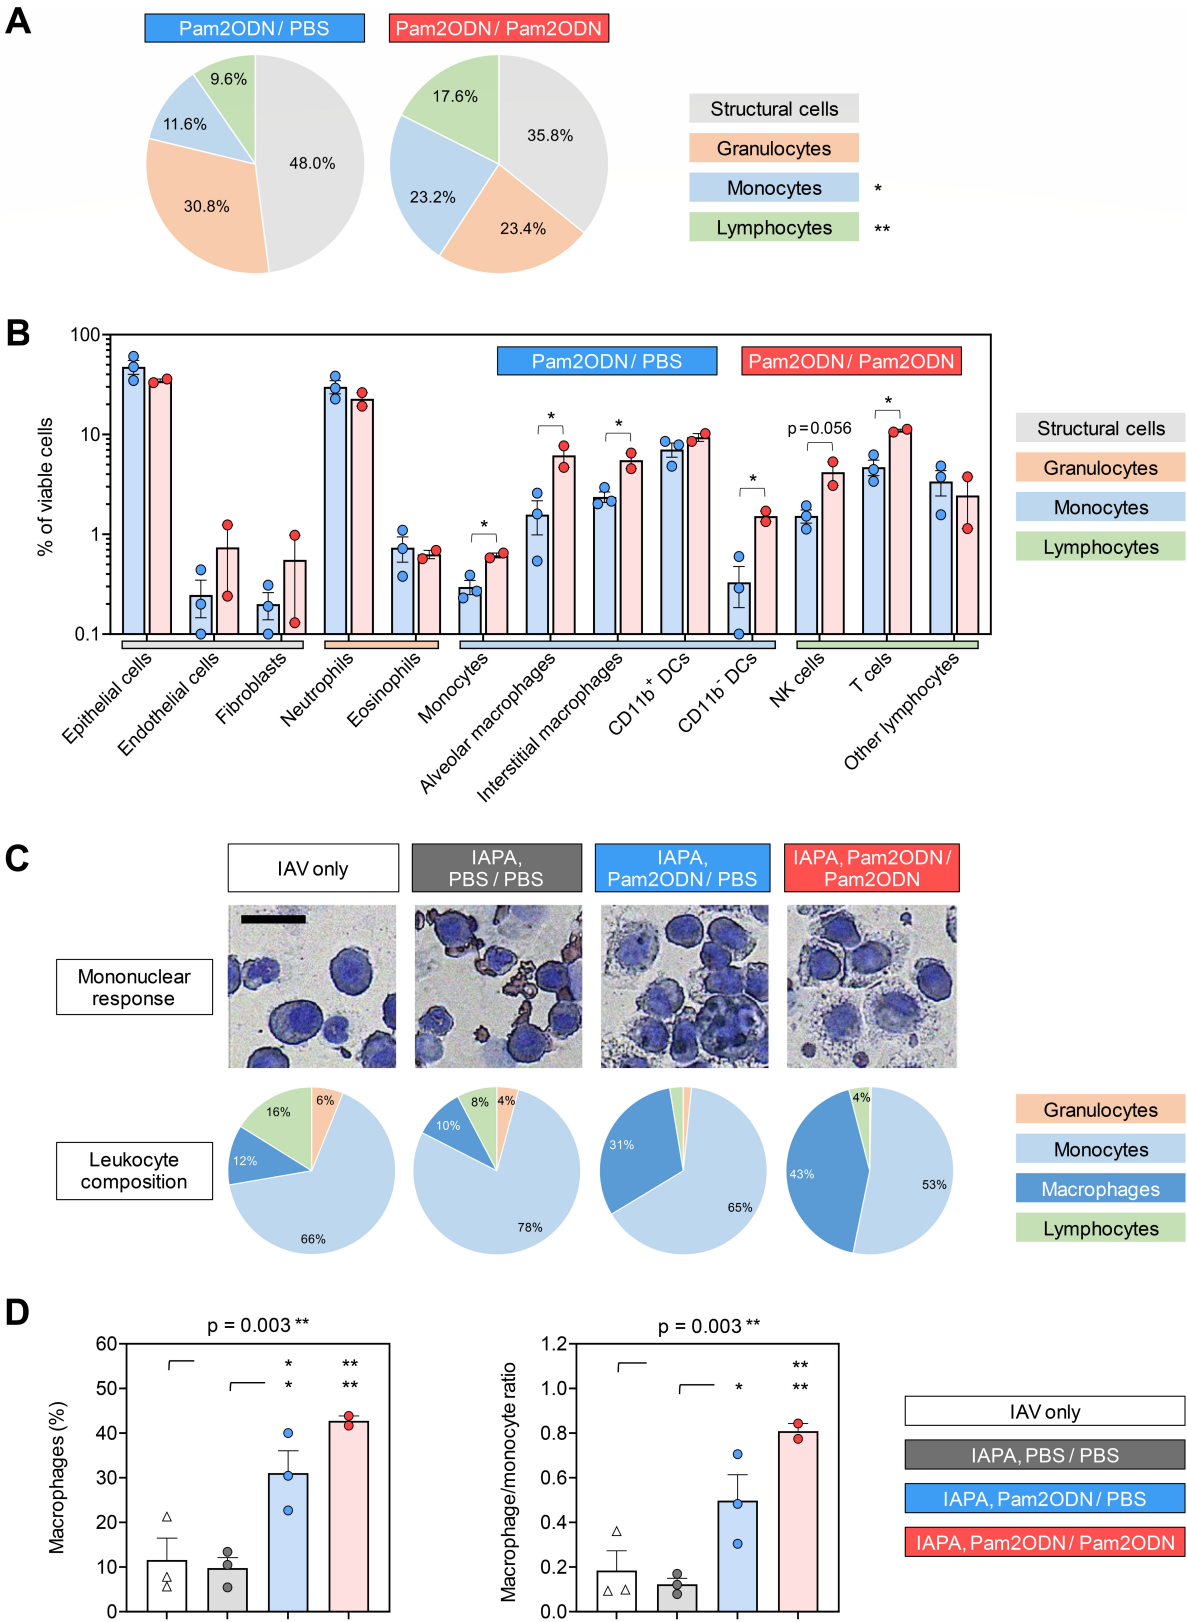 A
Pam2ODN / PBS
Pam2ODN / Pam2ODN
9.6%
11.6%
48.0%
30.8%
17.6%
35.8%
23.2%
23.4%
Structural cells
Granulocytes
Monocytes *
Lymphocytes **
B
% of viable cells
100
10
1
0.1
Pam2ODN / PBS
Pam2ODN / Pam2ODN
*
*
*
*
p = 0.056
*
Epithelial cells
Endothelial cells
Fibroblasts
Neutrophils
Eosinophils
Monocytes
Alveolar macrophages
Interstitial macrophages
CD11b+ DCs
CD11b- DCs
NK cells
T cells
Other lymphocytes
Structural cells
Granulocytes
Monocytes
Lymphocytes
C
IAV only
IAPA,
PBS / PBS
IAPA,
Pam2ODN / PBS
IAPA, Pam2ODN /
Pam2ODN
Mononuclear
response
Leukocyte
composition
16%
6%
12%
66%
8%
4%
10%
78%
31%
65%
4%
43%
53%
Granulocytes
Monocytes
Macrophages
Lymphocytes
D
p = 0.003 **
Macrophages (%)
60
50
40
30
20
10
0
* **
* **
p = 0.003 **
Macrophage/monocyte ratio
1.2
1.0
0.8
0.6
0.4
0.2
0.0
**
* **
IAV only
IAPA, PBS / PBS
IAPA, Pam2ODN / PBS
IAPA, Pam2ODN / Pam2ODN